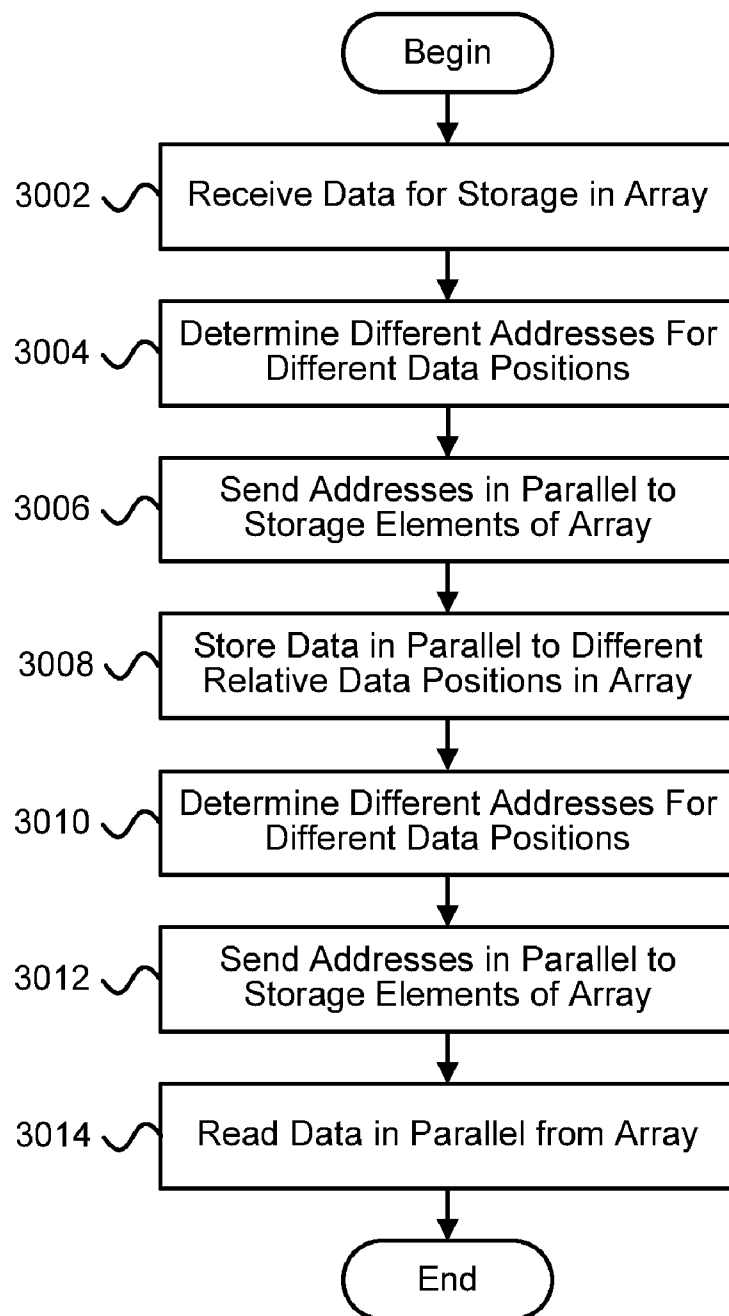 Begin
3002
Receive Data for Storage in Array
3004
Determine Different Addresses For
Different Data Positions
3006
Send Addresses in Parallel to
Storage Elements of Array
3008
Store Data in Parallel to Different
Relative Data Positions in Array
3010
Determine Different Addresses For
Different Data Positions
3012
Send Addresses in Parallel to
Storage Elements of Array
3014
Read Data in Parallel from Array
End